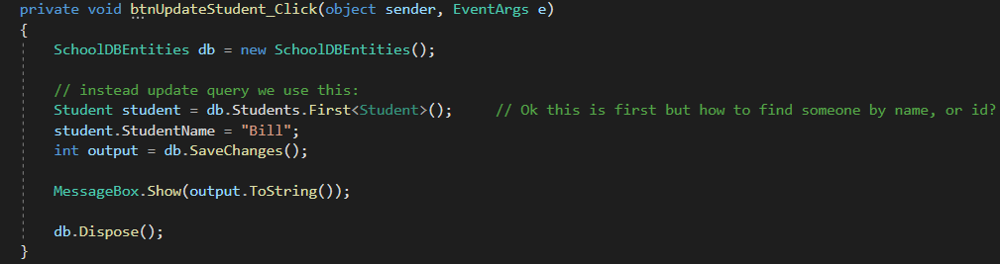 private void btnUpdateStudent_Click(object sender, EventArgs e)
{
SchoolDBEntities db = new SchoolDBEntities();
// instead update query we use this:
Student student = db.Students.First<Student>(); // Ok this is first but how to find someone by name, or id?
student.StudentName = "Bill";
int output = db.SaveChanges();
MessageBox.Show(output.ToString());
db.Dispose();
}